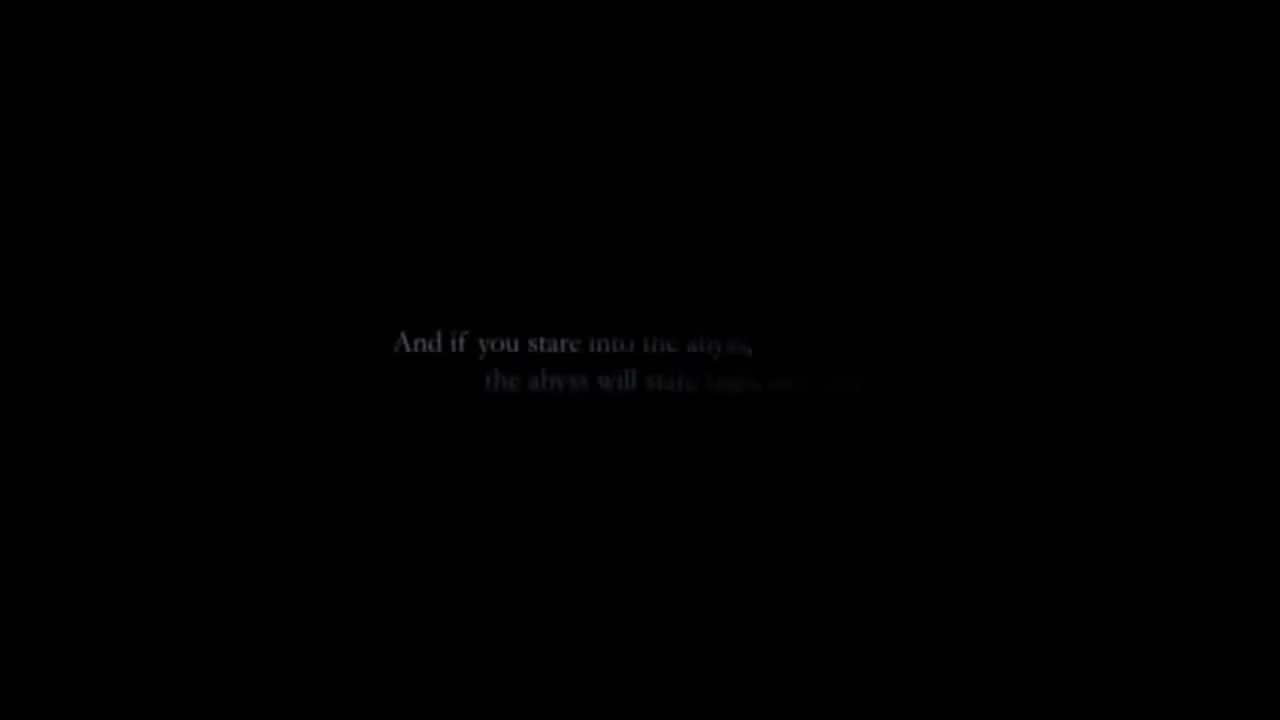 And if you stare into the abyss,
the abyss will stare